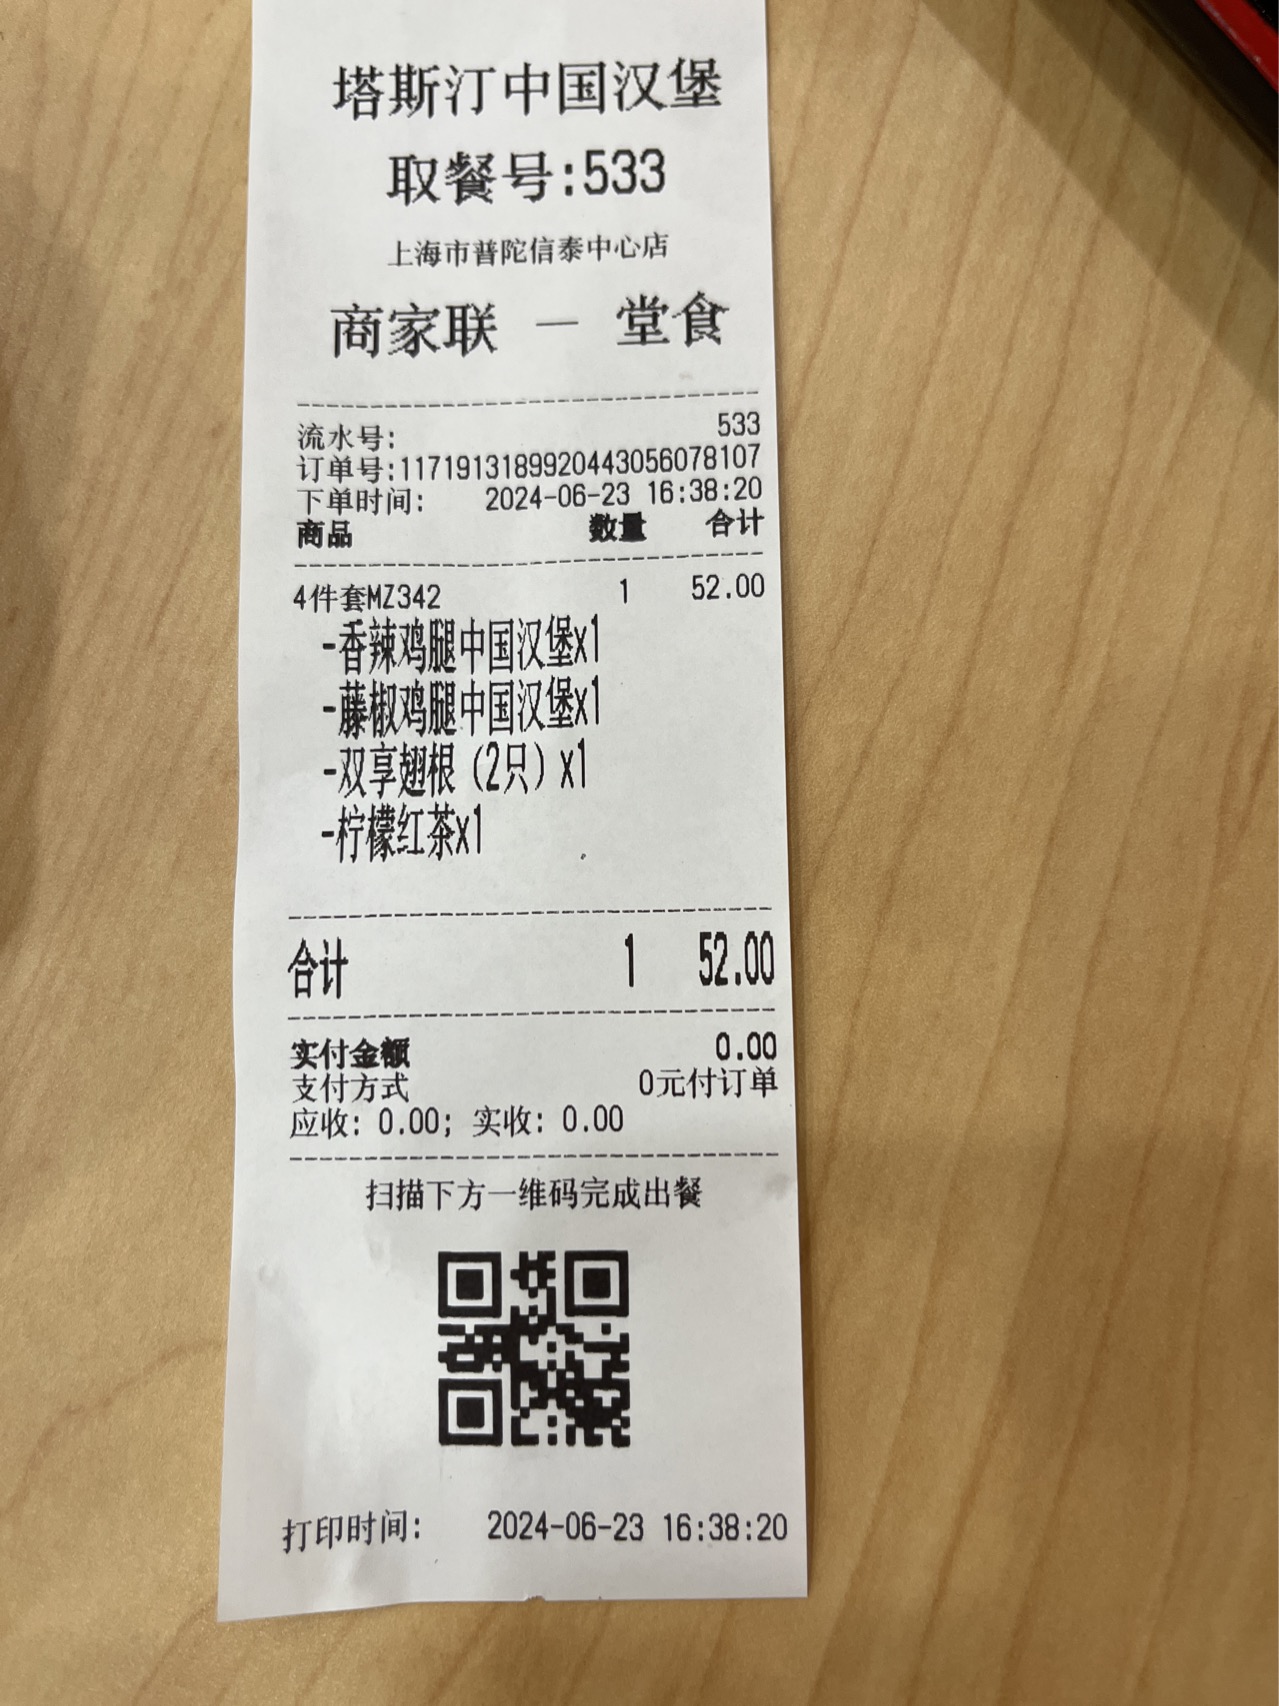 塔斯汀中国汉堡
取餐号:533
上海市普陀信泰中心店
商家联 — 堂食
流水号: 533
订单号:1171913189920443056078107
下单时间: 2024-06-23 16:38:20
商品 数量 合计
4件套MZ342 1 52.00
-香辣鸡腿中国汉堡x1
-藤椒鸡腿中国汉堡x1
-双享翅根(2只)x1
-柠檬红茶x1
合计 1 52.00
实付金额 0.00
支付方式 0元付订单
应收: 0.00; 实收: 0.00
扫描下方一维码完成出餐
打印时间: 2024-06-23 16:38:20